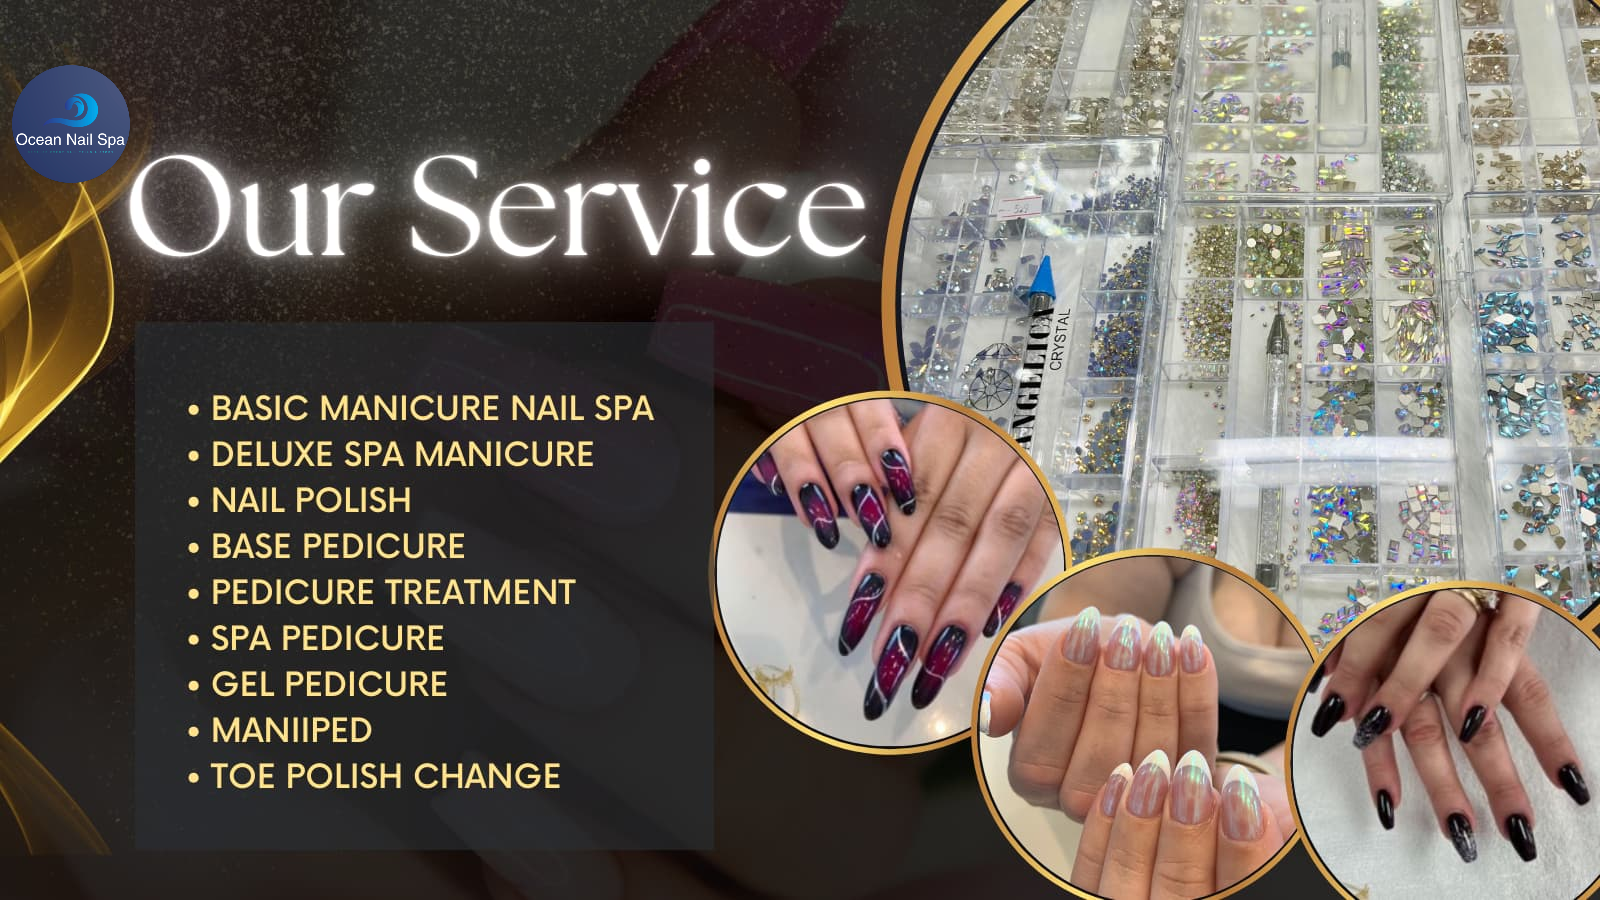 Ocean Nail Spa
Our Service
• BASIC MANICURE NAIL SPA
• DELUXE SPA MANICURE
• NAIL POLISH
• BASE PEDICURE
• PEDICURE TREATMENT
• SPA PEDICURE
• GEL PEDICURE
• MANIIPED
• TOE POLISH CHANGE
ANGELICA
CRYSTAL